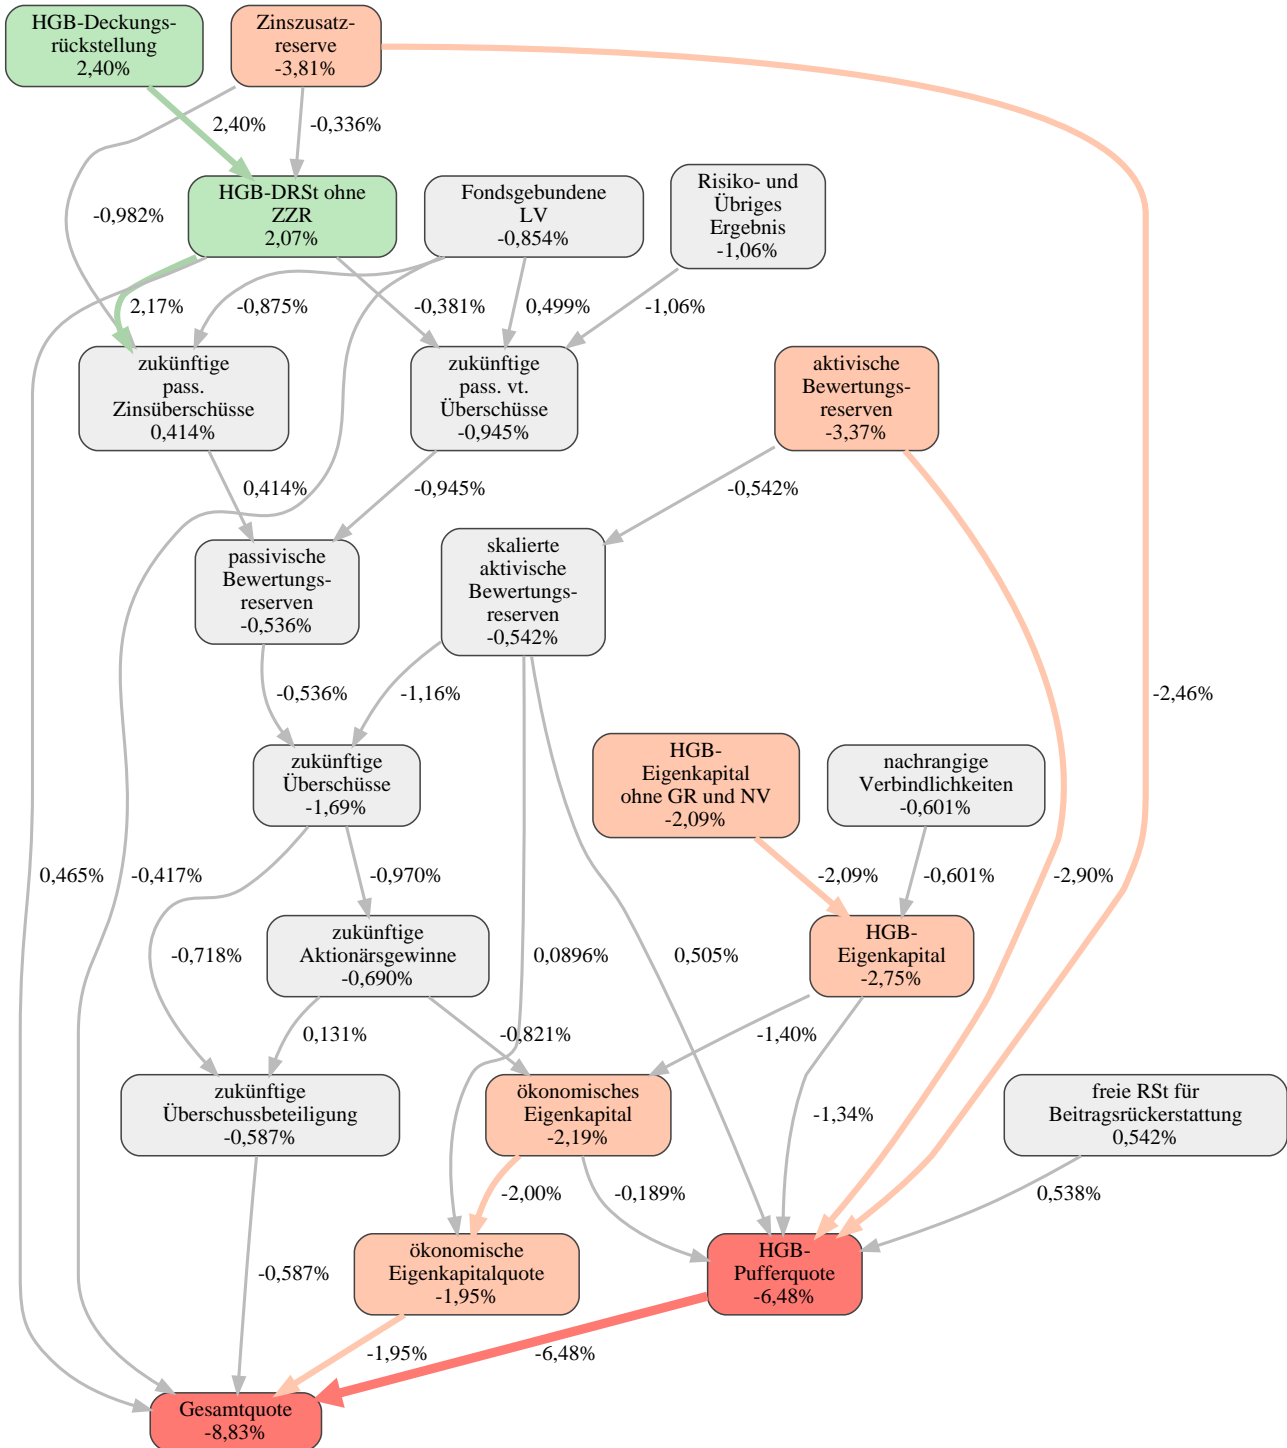 HGB-Deckungs-
rückstellung
2,40%
Zinszusatz-
reserve
-3,81%
2,40%
-0,336%
-0,982%
HGB-DRSt ohne
ZZR
2,07%
Fondsgebundene
LV
-0,854%
Risiko- und
Übriges
Ergebnis
-1,06%
2,17%
-0,875%
-0,381%
0,499%
-1,06%
zukünftige
pass.
Zinsüberschüsse
0,414%
zukünftige
pass. vt.
Überschüsse
-0,945%
aktivische
Bewertungs-
reserven
-3,37%
0,414%
-0,945%
-0,542%
passivische
Bewertungs-
reserven
-0,536%
skalierte
aktivische
Bewertungs-
reserven
-0,542%
-0,536%
-1,16%
-2,46%
zukünftige
Überschüsse
-1,69%
HGB-
Eigenkapital
ohne GR und NV
-2,09%
nachrangige
Verbindlichkeiten
-0,601%
0,465%
-0,417%
-0,970%
-2,09%
-0,601%
-2,90%
-0,718%
zukünftige
Aktionärsgewinne
-0,690%
0,0896%
0,505%
HGB-
Eigenkapital
-2,75%
0,131%
-0,821%
-1,40%
zukünftige
Überschussbeteiligung
-0,587%
ökonomisches
Eigenkapital
-2,19%
-1,34%
freie RSt für
Beitragsrückerstattung
0,542%
-2,00%
-0,189%
0,538%
-0,587%
ökonomische
Eigenkapitalquote
-1,95%
HGB-
Pufferquote
-6,48%
-1,95%
-6,48%
Gesamtquote
-8,83%